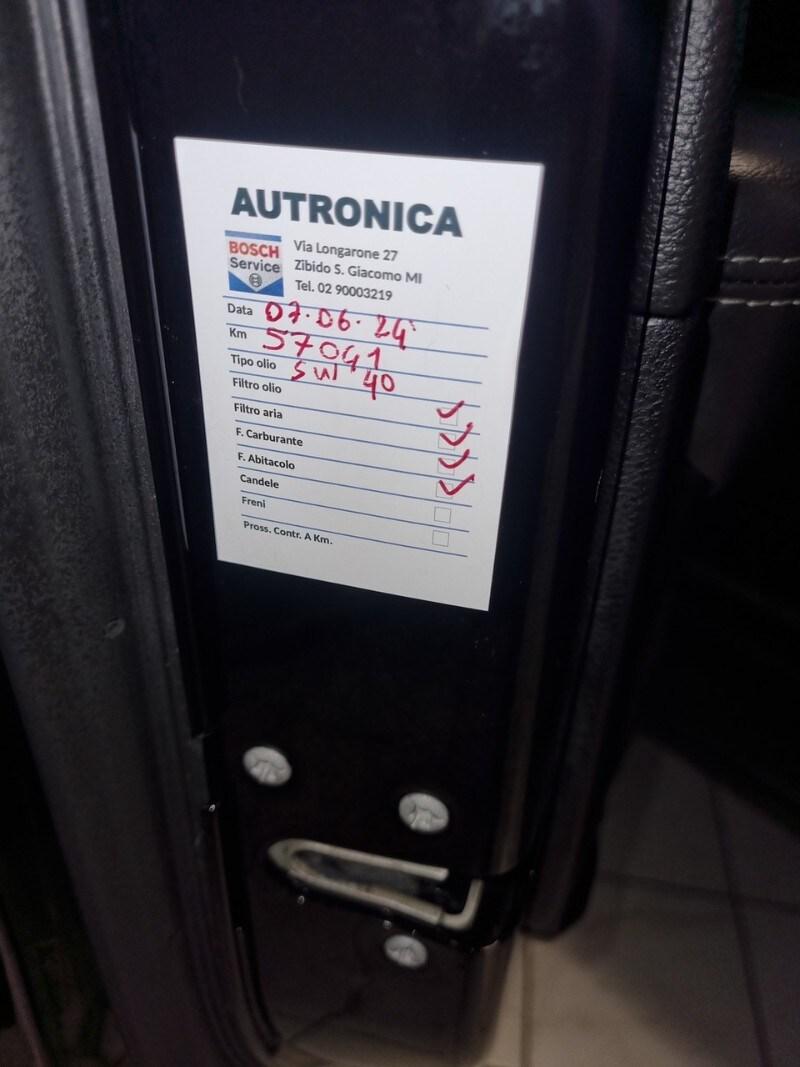 AUTRONICA
BOSCH
Service
Via Longarone 27
Zibido S. Giacomo MI
Tel. 02 90003219
Data 07.06.24
Km 57041
Tipo olio 5W 40
Filtro olio
Filtro aria
F. Carburante
F. Abitacolo
Candele
Freni
Pross. Contr. A Km.